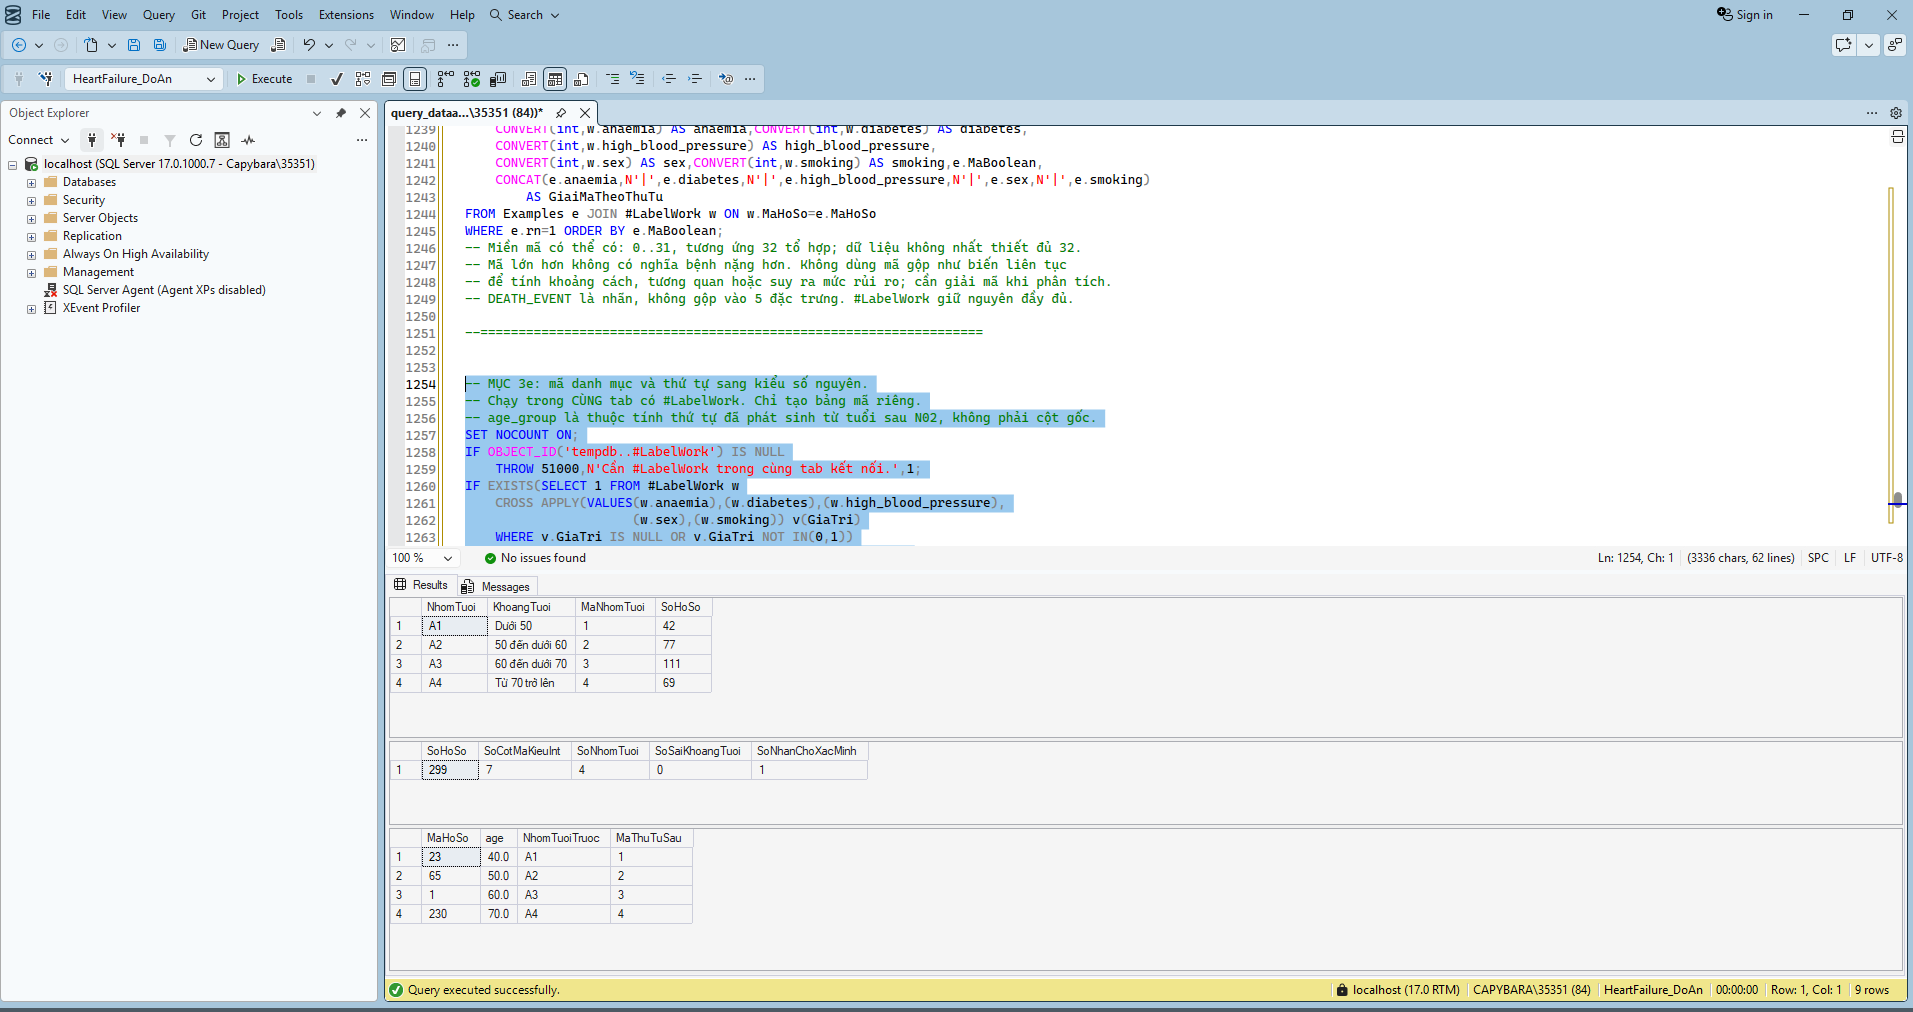 File Edit View Query Git Project Tools Extensions Window Help Search Sign in
New Query
HeartFailure_DoAn Execute
Object Explorer
Connect
localhost (SQL Server 17.0.1000.7 - Capybara\35351)
Databases
Security
Server Objects
Replication
Always On High Availability
Management
SQL Server Agent (Agent XPs disabled)
XEvent Profiler
query_dataa...\35351 (84))*
1239 CONVERT(int,w.anaemia) AS anaemia,CONVERT(int,w.diabetes) AS diabetes,
1240 CONVERT(int,w.high_blood_pressure) AS high_blood_pressure,
1241 CONVERT(int,w.sex) AS sex,CONVERT(int,w.smoking) AS smoking,e.MaBoolean,
1242 CONCAT(e.anaemia,N'|',e.diabetes,N'|',e.high_blood_pressure,N'|',e.sex,N'|',e.smoking)
1243 AS GiaiMaTheoThuTu
1244 FROM Examples e JOIN #LabelWork w ON w.MaHoSo=e.MaHoSo
1245 WHERE e.rn=1 ORDER BY e.MaBoolean;
1246 -- Miền mã có thể có: 0..31, tương ứng 32 tổ hợp; dữ liệu không nhất thiết đủ 32.
1247 -- Mã lớn hơn không có nghĩa bệnh nặng hơn. Không dùng mã gộp như biến liên tục
1248 -- để tính khoảng cách, tương quan hoặc suy ra mức rủi ro; cần giải mã khi phân tích.
1249 -- DEATH_EVENT là nhãn, không gộp vào 5 đặc trưng. #LabelWork giữ nguyên đầy đủ.
1250
1251 --==================================================================
1252
1253
1254 -- MỤC 3e: mã danh mục và thứ tự sang kiểu số nguyên.
1255 -- Chạy trong CÙNG tab có #LabelWork. Chỉ tạo bảng mã riêng.
1256 -- age_group là thuộc tính thứ tự đã phát sinh từ tuổi sau N02, không phải cột gốc.
1257 SET NOCOUNT ON;
1258 IF OBJECT_ID('tempdb..#LabelWork') IS NULL
1259 THROW 51000,N'Cần #LabelWork trong cùng tab kết nối.',1;
1260 IF EXISTS(SELECT 1 FROM #LabelWork w
1261 CROSS APPLY(VALUES(w.anaemia),(w.diabetes),(w.high_blood_pressure),
1262 (w.sex),(w.smoking)) v(GiaTri)
1263 WHERE v.GiaTri IS NULL OR v.GiaTri NOT IN(0,1))
100 % No issues found Ln: 1254, Ch: 1 (3336 chars, 62 lines) SPC LF UTF-8
Results Messages
NhomTuoi KhoangTuoi MaNhomTuoi SoHoSo
1 A1 Dưới 50 1 42
2 A2 50 đến dưới 60 2 77
3 A3 60 đến dưới 70 3 111
4 A4 Từ 70 trở lên 4 69
SoHoSo SoCotMaKieuInt SoNhomTuoi SoSaiKhoangTuoi SoNhanChoXacMinh
1 299 7 4 0 1
MaHoSo age NhomTuoiTruoc MaThuTuSau
1 23 40.0 A1 1
2 65 50.0 A2 2
3 1 60.0 A3 3
4 230 70.0 A4 4
Query executed successfully. localhost (17.0 RTM) CAPYBARA\35351 (84) HeartFailure_DoAn 00:00:00 Row: 1, Col: 1 9 rows